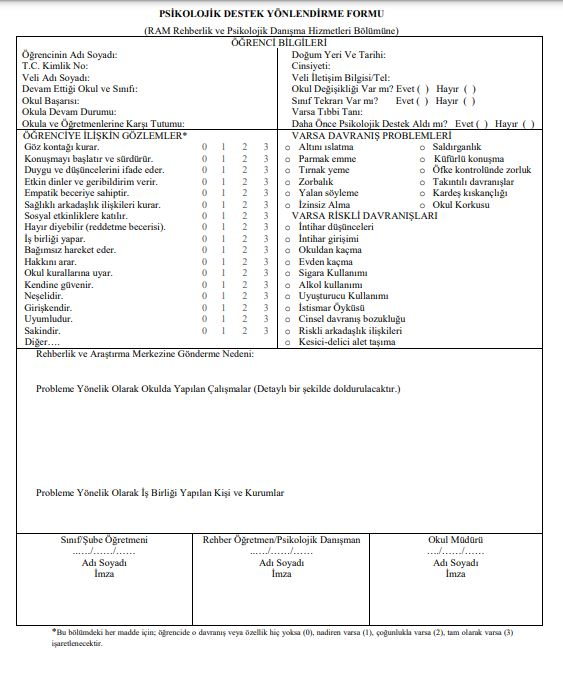 PSİKOLOJİK DESTEK YÖNLENDİRME FORMU
(RAM Rehberlik ve Psikolojik Danışma Hizmetleri Bölümüne)
ÖĞRENCİ BİLGİLERİ
Öğrencinin Adı Soyadı:
T.C. Kimlik No:
Veli Adı Soyadı:
Devam Ettiği Okul ve Sınıfı:
Okul Başarısı:
Okula Devam Durumu:
Okula ve Öğretmenlerine Karşı Tutumu:
Doğum Yeri Ve Tarihi:
Cinsiyeti:
Veli İletişim Bilgisi/Tel:
Okul Değişikliği Var mı? Evet ( ) Hayır ( )
Sınıf Tekrarı Var mı? Evet ( ) Hayır ( )
Varsa Tıbbi Tanı:
Daha Önce Psikolojik Destek Aldı mı? Evet ( ) Hayır ( )
ÖĞRENCİYE İLİŞKİN GÖZLEMLER*
Göz kontağı kurar. 0 1 2 3
Konuşmayı başlatır ve sürdürür. 0 1 2 3
Duygu ve düşüncelerini ifade eder. 0 1 2 3
Etkin dinler ve geribildirim verir. 0 1 2 3
Empatik beceriye sahiptir. 0 1 2 3
Sağlıklı arkadaşlık ilişkileri kurar. 0 1 2 3
Sosyal etkinliklere katılır. 0 1 2 3
Hayır diyebilir (reddetme becerisi). 0 1 2 3
İş birliği yapar. 0 1 2 3
Bağımsız hareket eder. 0 1 2 3
Hakkını arar. 0 1 2 3
Okul kurallarına uyar. 0 1 2 3
Kendine güvenir. 0 1 2 3
Neşelidir. 0 1 2 3
Girişkendir. 0 1 2 3
Uyumludur. 0 1 2 3
Sakindir. 0 1 2 3
Diğer….
VARSA DAVRANIŞ PROBLEMLERİ
o Altını ıslatma o Saldırganlık
o Parmak emme o Küfürlü konuşma
o Tırnak yeme o Öfke kontrolünde zorluk
o Zorbalık o Takıntılı davranışlar
o Yalan söyleme o Kardeş kıskançlığı
o İzinsiz Alma o Okul Korkusu
VARSA RİSKLİ DAVRANIŞLARI
o İntihar düşünceleri
o İntihar girişimi
o Okuldan kaçma
o Evden kaçma
o Sigara Kullanımı
o Alkol kullanımı
o Uyuşturucu Kullanımı
o İstismar Öyküsü
o Cinsel davranış bozukluğu
o Riskli arkadaşlık ilişkileri
o Kesici-delici alet taşıma
Rehberlik ve Araştırma Merkezine Gönderme Nedeni:
Probleme Yönelik Olarak Okulda Yapılan Çalışmalar (Detaylı bir şekilde doldurulacaktır.)
Probleme Yönelik Olarak İş Birliği Yapılan Kişi ve Kurumlar
Sınıf/Şube Öğretmeni
...…/……/……
Adı Soyadı
İmza
Rehber Öğretmen/Psikolojik Danışman
...…/……/……
Adı Soyadı
İmza
Okul Müdürü
…./……/……
Adı Soyadı
İmza
*Bu bölümdeki her madde için; öğrencide o davranış veya özellik hiç yoksa (0), nadiren varsa (1), çoğunlukla varsa (2), tam olarak varsa (3)
işaretlenecektir.